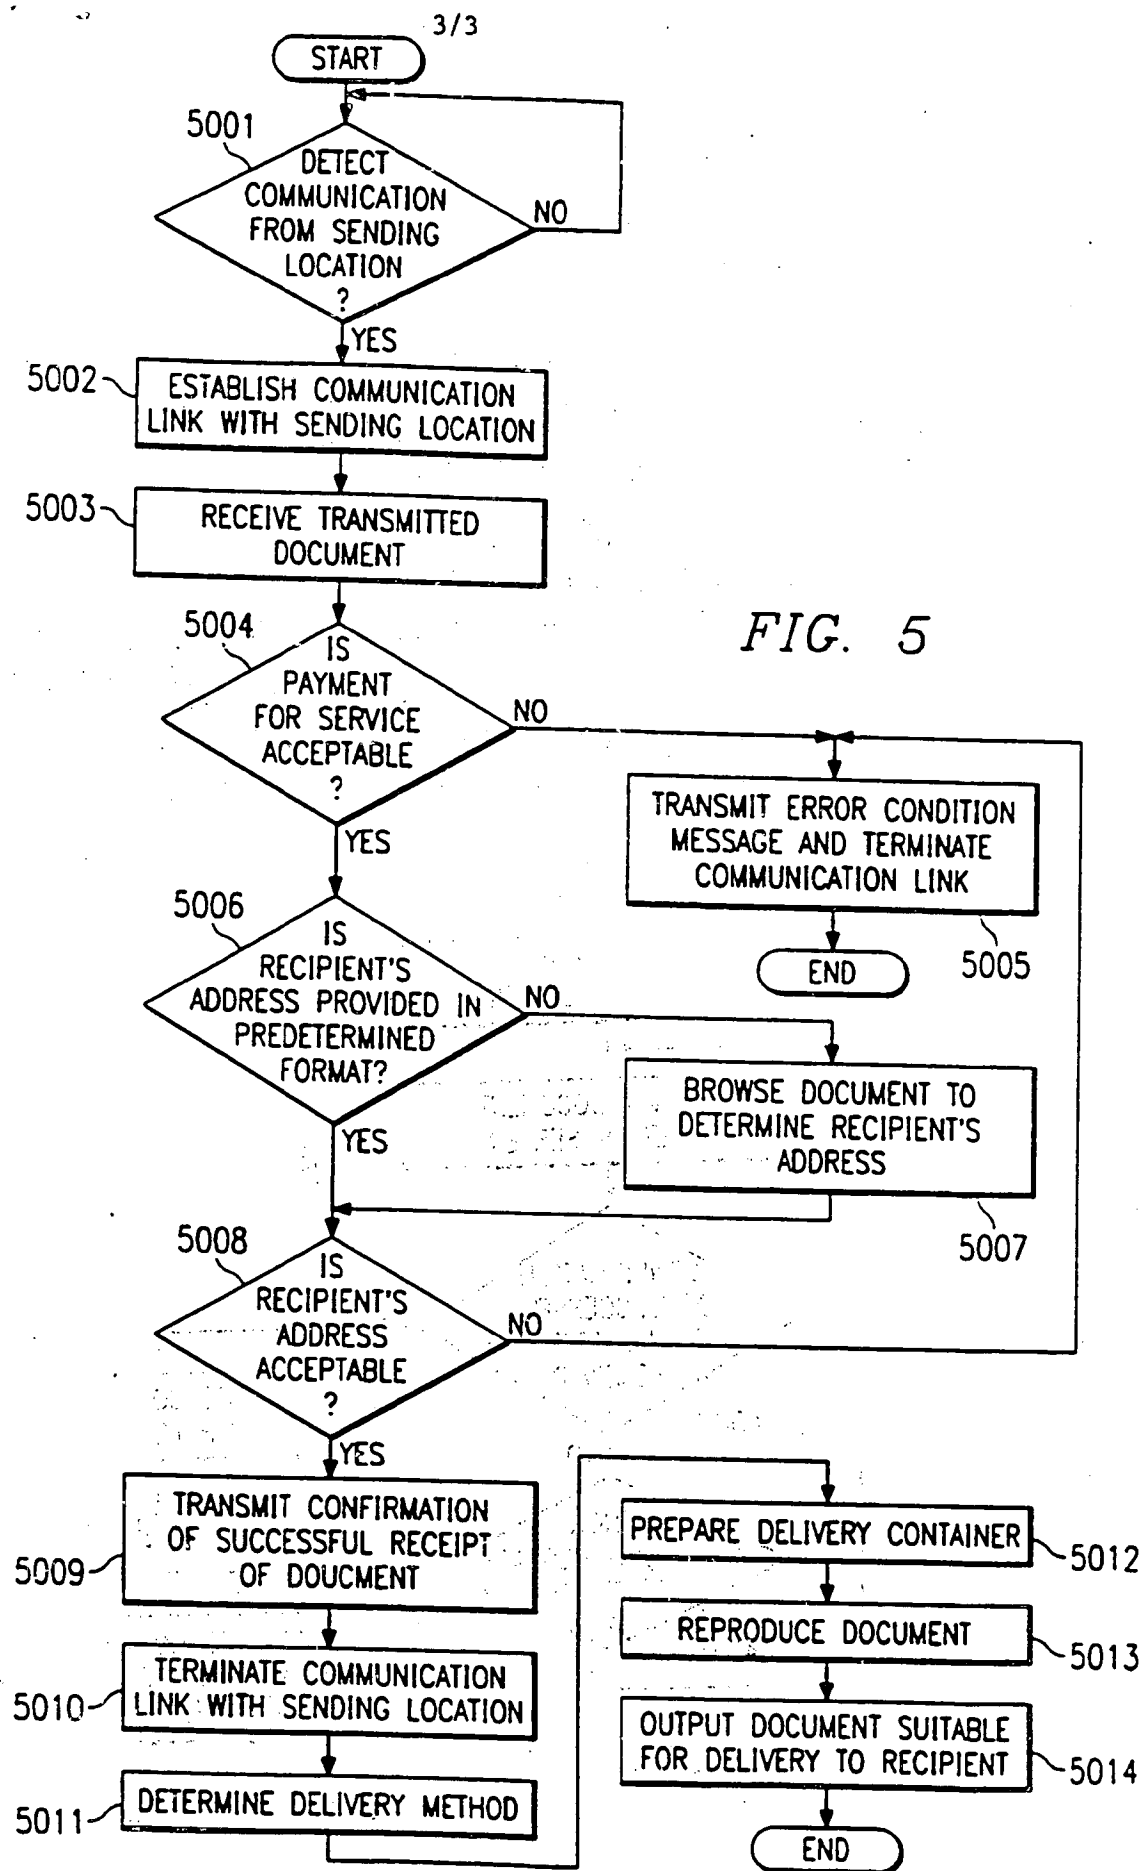 3/3
START
5001
DETECT
COMMUNICATION
FROM SENDING
LOCATION
?
NO
YES
5002
ESTABLISH COMMUNICATION
LINK WITH SENDING LOCATION
5003
RECEIVE TRANSMITTED
DOCUMENT
FIG. 5
5004
IS
PAYMENT
FOR SERVICE
ACCEPTABLE
?
NO
YES
TRANSMIT ERROR CONDITION
MESSAGE AND TERMINATE
COMMUNICATION LINK
5005
END
5006
IS
RECIPIENT'S
ADDRESS PROVIDED IN
PREDETERMINED
FORMAT?
NO
YES
BROWSE DOCUMENT TO
DETERMINE RECIPIENT'S
ADDRESS
5007
5008
IS
RECIPIENT'S
ADDRESS
ACCEPTABLE
?
NO
YES
5009
TRANSMIT CONFIRMATION
OF SUCCESSFUL RECEIPT
OF DOUCMENT
5010
TERMINATE COMMUNICATION
LINK WITH SENDING LOCATION
5011
DETERMINE DELIVERY METHOD
PREPARE DELIVERY CONTAINER
5012
REPRODUCE DOCUMENT
5013
OUTPUT DOCUMENT SUITABLE
FOR DELIVERY TO RECIPIENT
5014
END